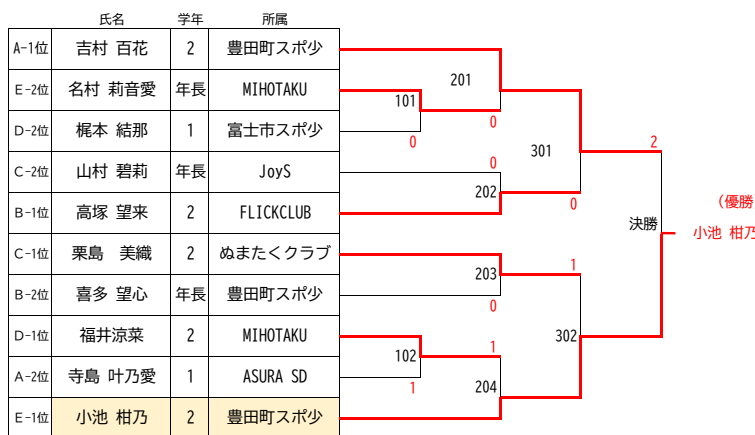 氏名 学年 所属
A-1位 吉村 百花 2 豊田町スポ少
E-2位 名村 莉音愛 年長 MIHOTAKU
D-2位 梶本 結那 1 富士市スポ少
C-2位 山村 碧莉 年長 JoyS
B-1位 高塚 望来 2 FLICKCLUB
C-1位 栗島 美織 2 ぬまたくクラブ
B-2位 喜多 望心 年長 豊田町スポ少
D-1位 福井涼菜 2 MIHOTAKU
A-2位 寺島 叶乃愛 1 ASURA SD
E-1位 小池 柑乃 2 豊田町スポ少
101
0
102
1
201
0
0
202
203
0
1
204
301
0
1
302
2
決勝
（優勝
小池 柑乃